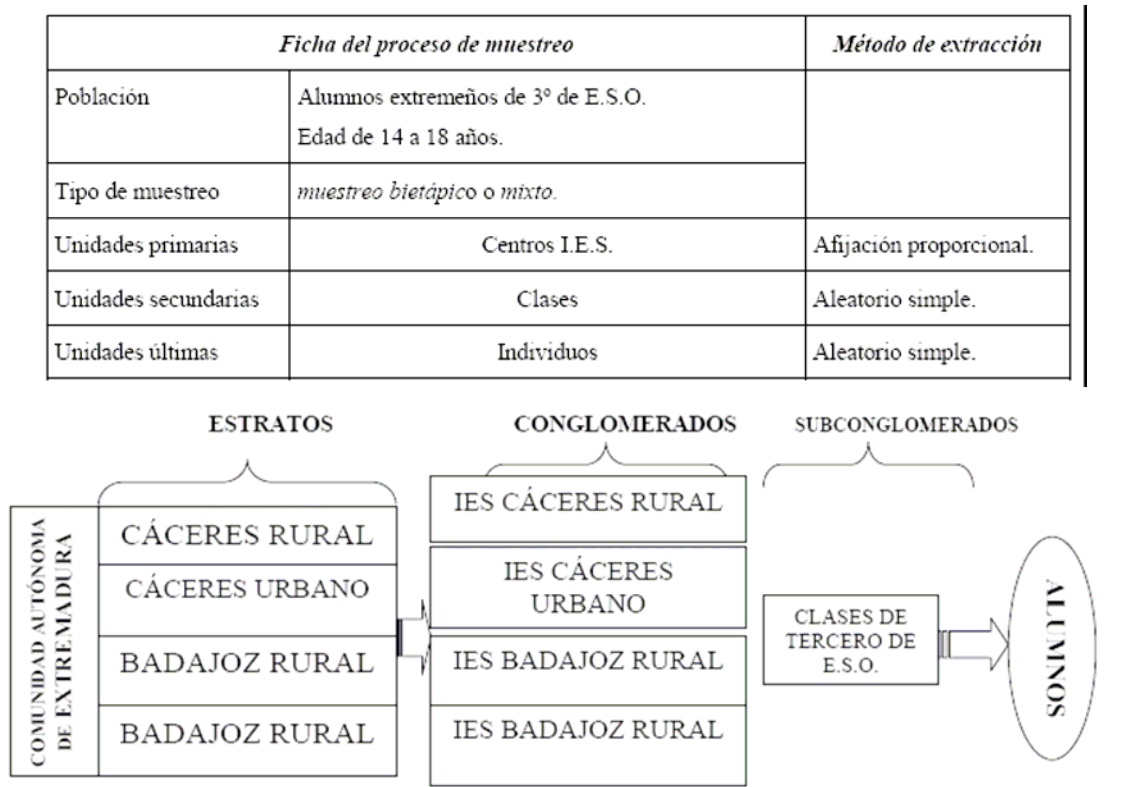 Ficha del proceso de muestreo
Método de extracción
Población
Alumnos extremeños de 3º de E.S.O.
Edad de 14 a 18 años.
Tipo de muestreo
muestreo bietápico o mixto.
Unidades primarias
Centros I.E.S.
Afijación proporcional.
Unidades secundarias
Clases
Aleatorio simple.
Unidades últimas
Individuos
Aleatorio simple.
ESTRATOS
CONGLOMERADOS
SUBCONGLOMERADOS
COMUNIDAD AUTÓNOMA
DE EXTREMADURA
CÁCERES RURAL
CÁCERES URBANO
BADAJOZ RURAL
BADAJOZ RURAL
IES CÁCERES RURAL
IES CÁCERES
URBANO
IES BADAJOZ RURAL
IES BADAJOZ RURAL
CLASES DE
TERCERO DE
E.S.O.
ALUMNOS